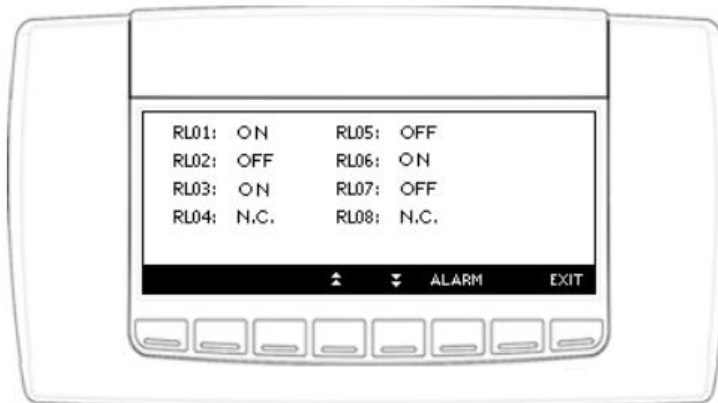 RL01: ON RL05: OFF
RL02: OFF RL06: ON
RL03: ON RL07: OFF
RL04: N.C. RL08: N.C.
ALARM EXIT